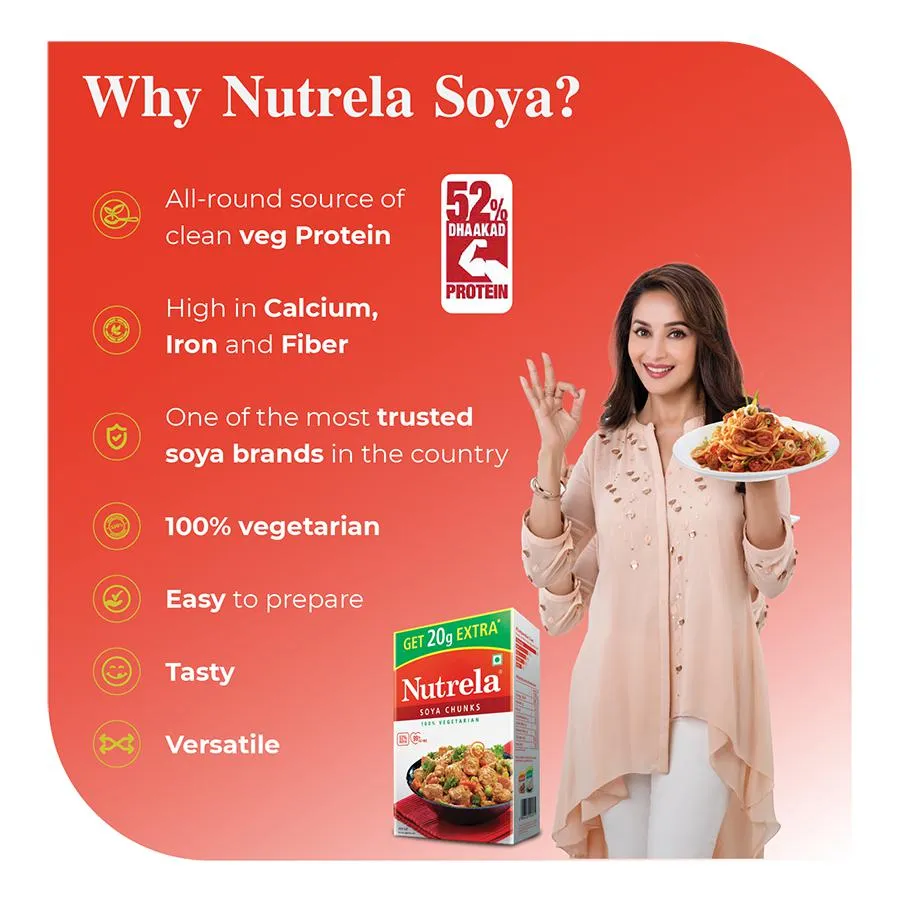 Why Nutrela Soya?
All-round source of
clean veg Protein
52%
DHAAKAD
PROTEIN
High in Calcium,
Iron and Fiber
One of the most trusted
soya brands in the country
100% vegetarian
Easy to prepare
Tasty
Versatile
GET 20g EXTRA*
Nutrela
SOYA CHUNKS
100% VEGETARIAN